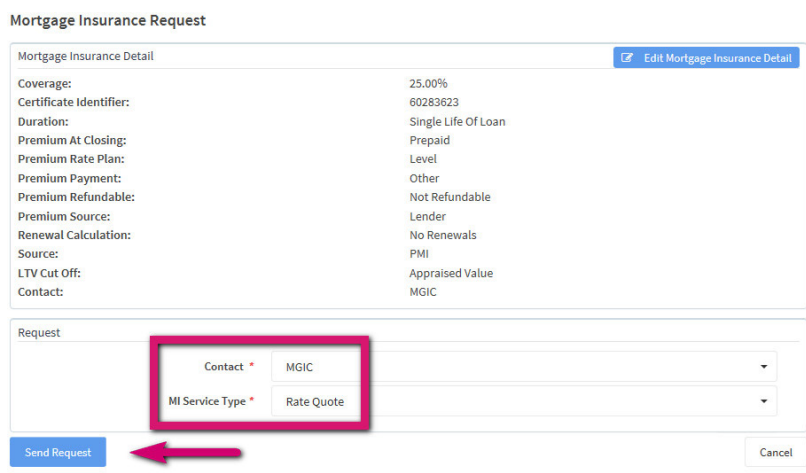 Mortgage Insurance Request
Mortgage Insurance Detail
Edit Mortgage Insurance Detail
Coverage: 25.00%
Certificate Identifier: 60283623
Duration: Single Life Of Loan
Premium At Closing: Prepaid
Premium Rate Plan: Level
Premium Payment: Other
Premium Refundable: Not Refundable
Premium Source: Lender
Renewal Calculation: No Renewals
Source: PMI
LTV Cut Off: Appraised Value
Contact: MGIC
Request
Contact * MGIC
MI Service Type * Rate Quote
Send Request Cancel